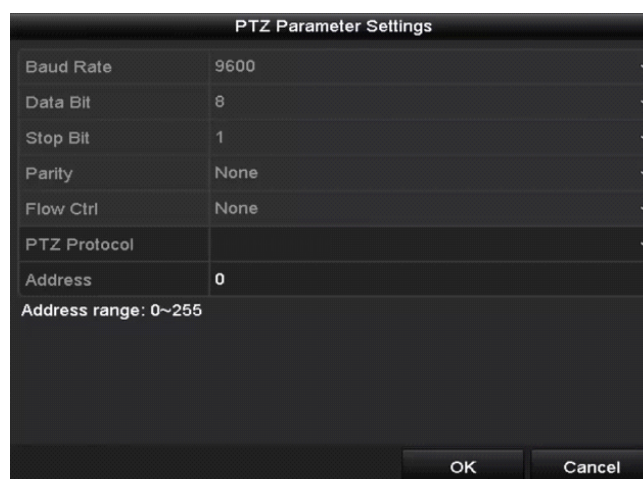 PTZ Parameter Settings
Baud Rate 9600
Data Bit 8
Stop Bit 1
Parity None
Flow Ctrl None
PTZ Protocol
Address 0
Address range: 0~255
OK Cancel